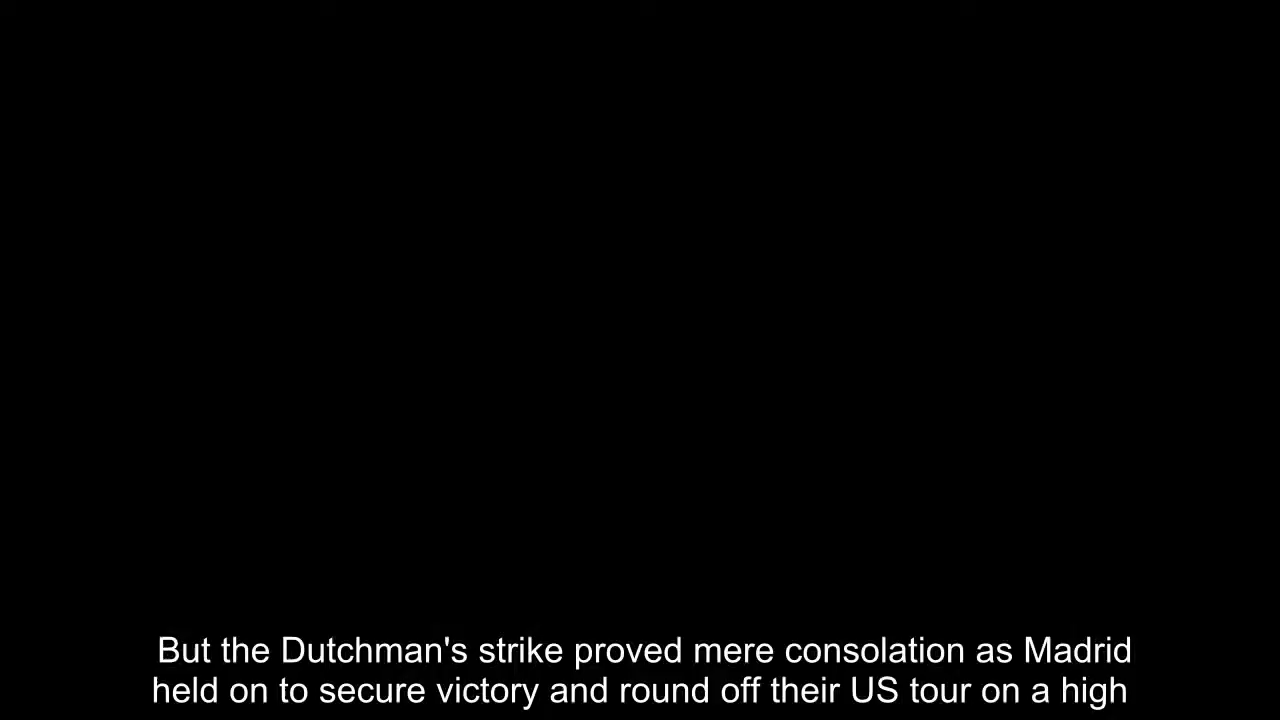 But the Dutchman's strike proved mere consolation as Madrid
held on to secure victory and round off their US tour on a high